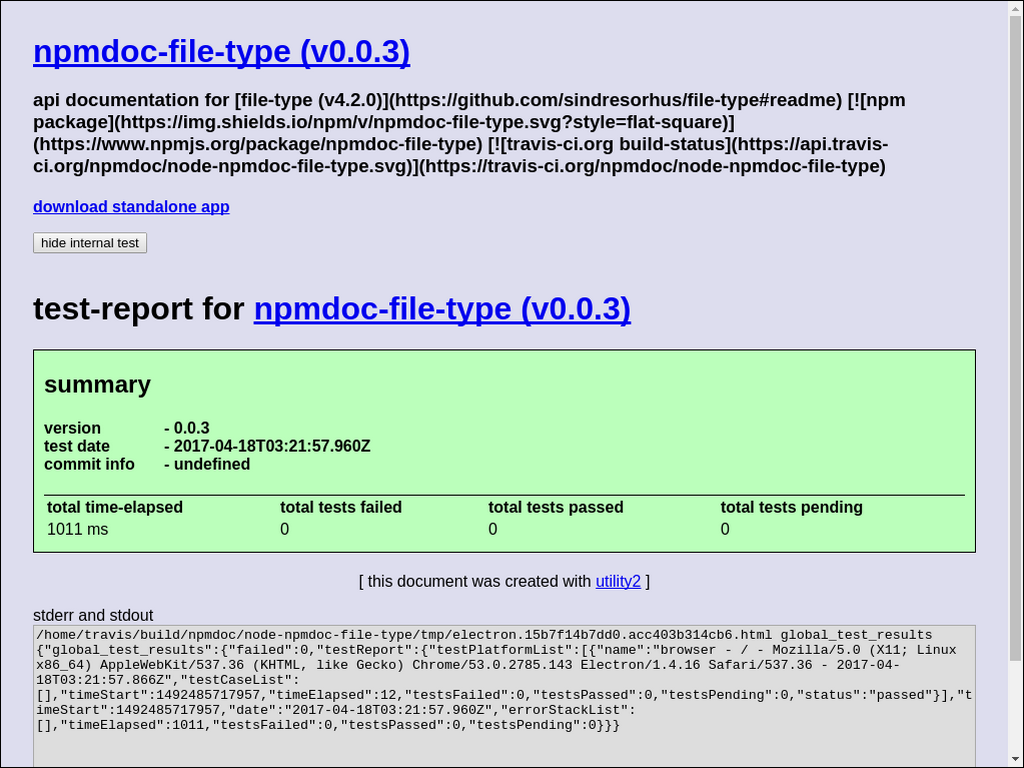 npmdoc-file-type (v0.0.3)
api documentation for [file-type (v4.2.0)](https://github.com/sindresorhus/file-type#readme) [![npm
package](https://img.shields.io/npm/v/npmdoc-file-type.svg?style=flat-square)]
(https://www.npmjs.org/package/npmdoc-file-type) [![travis-ci.org build-status](https://api.travis-
ci.org/npmdoc/node-npmdoc-file-type.svg)](https://travis-ci.org/npmdoc/node-npmdoc-file-type)
download standalone app
hide internal test
test-report for npmdoc-file-type (v0.0.3)
summary
version - 0.0.3
test date - 2017-04-18T03:21:57.960Z
commit info - undefined
total time-elapsed total tests failed total tests passed total tests pending
1011 ms 0 0 0
[ this document was created with utility2 ]
stderr and stdout
/home/travis/build/npmdoc/node-npmdoc-file-type/tmp/electron.15b7f14b7dd0.acc403b314cb6.html global_test_results
{"global_test_results":{"failed":0,"testReport":{"testPlatformList":[{"name":"browser - / - Mozilla/5.0 (X11; Linux
x86_64) AppleWebKit/537.36 (KHTML, like Gecko) Chrome/53.0.2785.143 Electron/1.4.16 Safari/537.36 - 2017-04-
18T03:21:57.866Z","testCaseList":
[],"timeStart":1492485717957,"timeElapsed":12,"testsFailed":0,"testsPassed":0,"testsPending":0,"status":"passed"}],"t
imeStart":1492485717957,"date":"2017-04-18T03:21:57.960Z","errorStackList":
[],"timeElapsed":1011,"testsFailed":0,"testsPassed":0,"testsPending":0}}}